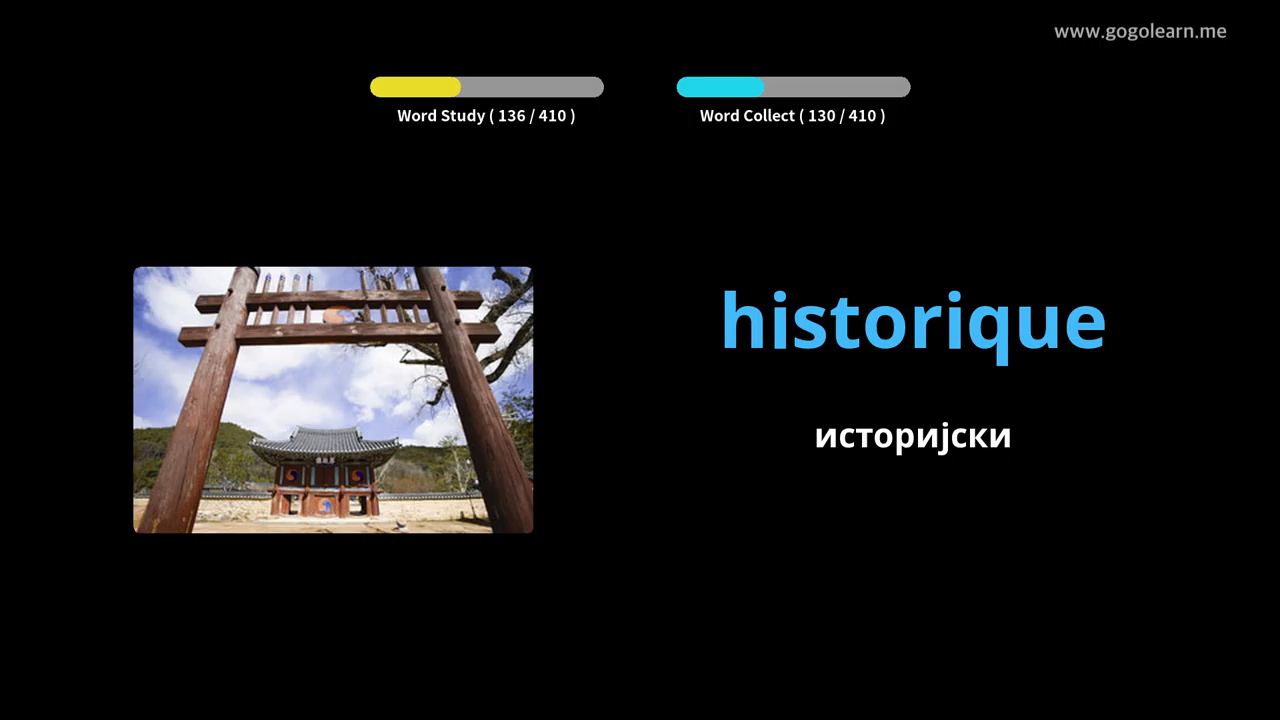 www.gogolearn.me
Word Study ( 136 / 410 )
Word Collect ( 130 / 410 )
historique
историјски